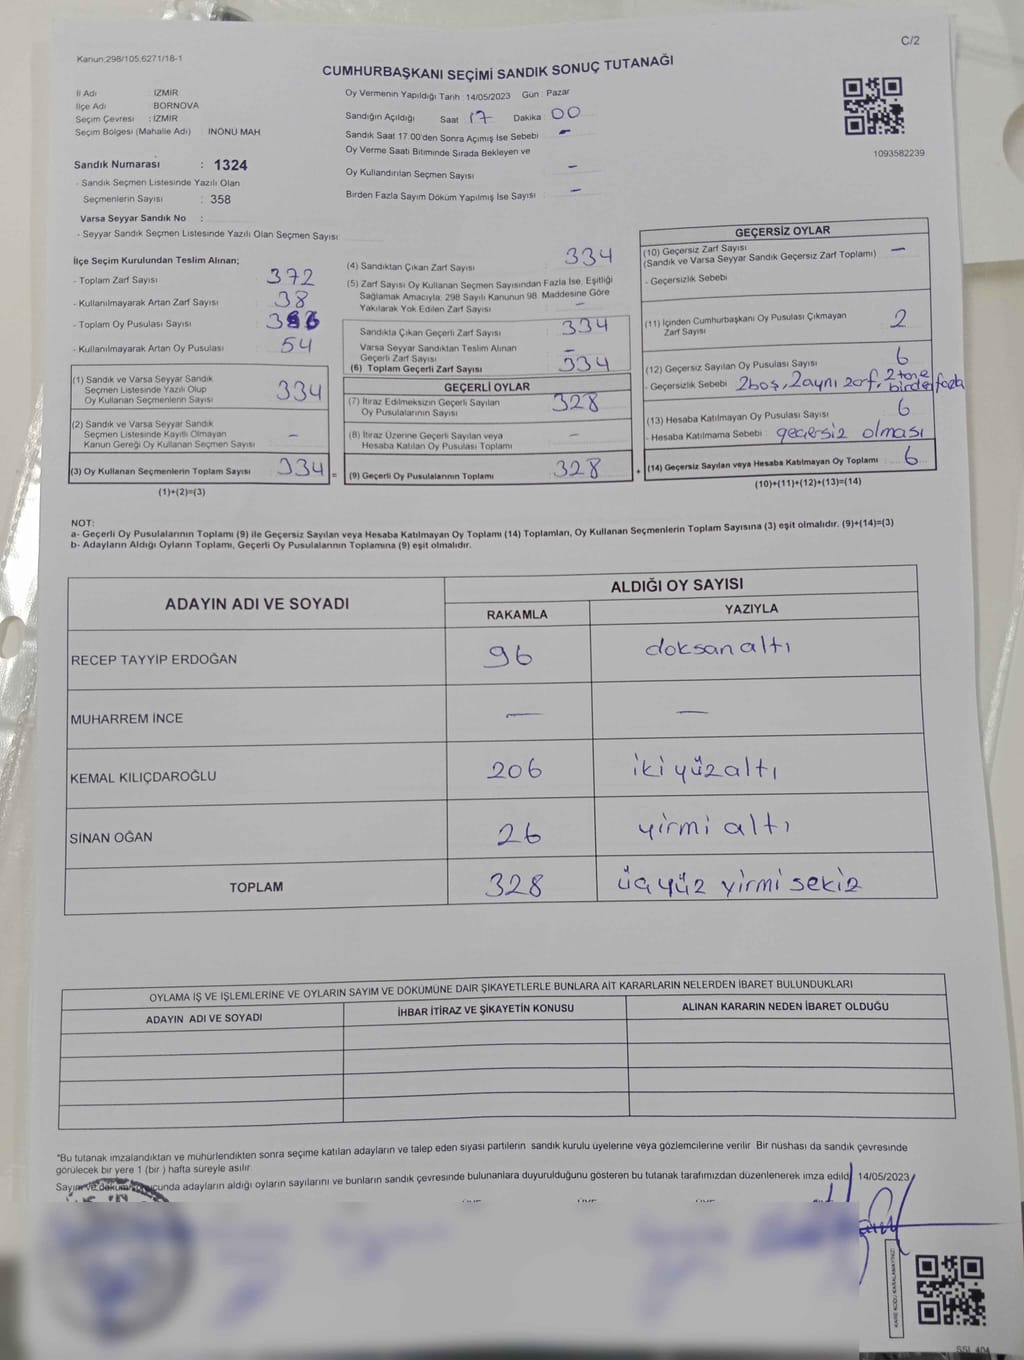 C/2
Kanun:298/105,6271/18-1
CUMHURBAŞKANI SEÇİMİ SANDIK SONUÇ TUTANAĞI
İl Adı : İZMİR
İlçe Adı : BORNOVA
Seçim Çevresi : İZMİR
Seçim Bölgesi (Mahalle Adı) İNÖNÜ MAH
Sandık Numarası : 1324
- Sandık Seçmen Listesinde Yazılı Olan
Seçmenlerin Sayısı : 358
Varsa Seyyar Sandık No :
- Seyyar Sandık Seçmen Listesinde Yazılı Olan Seçmen Sayısı
Oy Vermenin Yapıldığı Tarih :14/05/2023 Gün : Pazar
Sandığın Açıldığı Saat 17 Dakika : 00
Sandık Saat 17.00'den Sonra Açımış İse Sebebi -
Oy Verme Saati Bitiminde Sırada Bekleyen ve
Oy Kullandırılan Seçmen Sayısı -
Birden Fazla Sayım Döküm Yapılmış İse Sayısı -
1093582239
İlçe Seçim Kurulundan Teslim Alınan;
- Toplam Zarf Sayısı : 372
- Kullanılmayarak Artan Zarf Sayısı : 38
- Toplam Oy Pusulası Sayısı :
- Kullanılmayarak Artan Oy Pusulası : 54
(1) Sandık ve Varsa Seyyar Sandık
Seçmen Listesinde Yazılı Olup
Oy Kullanan Seçmenlerin Sayısı : 334
(2) Sandık ve Varsa Seyyar Sandık
Seçmen Listesinde Kayıtlı Olmayan
Kanun Gereği Oy Kullanan Seçmen Sayısı : -
(3) Oy Kullanan Seçmenlerin Toplam Sayısı : 334 =
(1)+(2)=(3)
(4) Sandıktan Çıkan Zarf Sayısı : 334
(5) Zarf Sayısı Oy Kullanan Seçmen Sayısından Fazla İse, Eşitliği
Sağlamak Amacıyla; 298 Sayılı Kanunun 98. Maddesine Göre
Yakılarak Yok Edilen Zarf Sayısı : -
Sandıkta Çıkan Geçerli Zarf Sayısı : 334
Varsa Seyyar Sandıktan Teslim Alınan
Geçerli Zarf Sayısı : -
(6) Toplam Geçerli Zarf Sayısı : 334
GEÇERLİ OYLAR
(7) İtiraz Edilmeksizin Geçerli Sayılan
Oy Pusulalarının Sayısı : 328
(8) İtiraz Üzerine Geçerli Sayılan veya
Hesaba Katılan Oy Pusulası Toplamı : -
(9) Geçerli Oy Pusulalarının Toplamı : 328 +
GEÇERSİZ OYLAR
(10) Geçersiz Zarf Sayısı
(Sandık ve Varsa Seyyar Sandık Geçersiz Zarf Toplamı) : -
- Geçersizlik Sebebi
(11) İçinden Cumhurbaşkanı Oy Pusulası Çıkmayan
Zarf Sayısı : 2
(12) Geçersiz Sayılan Oy Pusulası Sayısı : 6
- Geçersizlik Sebebi 2boş, 2aynı zarf, 2 tane
birden fazla
(13) Hesaba Katılmayan Oy Pusulası Sayısı : 6
- Hesaba Katılmama Sebebi : geçersiz olması
(14) Geçersiz Sayılan veya Hesaba Katılmayan Oy Toplamı : 6
(10)+(11)+(12)+(13)=(14)
NOT:
a- Geçerli Oy Pusulalarının Toplamı (9) ile Geçersiz Sayılan veya Hesaba Katılmayan Oy Toplamı (14) Toplamları, Oy Kullanan Seçmenlerin Toplam Sayısına (3) eşit olmalıdır. (9)+(14)=(3)
b- Adayların Aldığı Oyların Toplamı, Geçerli Oy Pusulalarının Toplamına (9) eşit olmalıdır.
ADAYIN ADI VE SOYADI
ALDIĞI OY SAYISI
RAKAMLA YAZIYLA
RECEP TAYYİP ERDOĞAN 96 doksan altı
MUHARREM İNCE — —
KEMAL KILIÇDAROĞLU 206 iki yüz altı
SİNAN OĞAN 26 yirmi altı
TOPLAM 328 üç yüz yirmi sekiz
OYLAMA İŞ VE İŞLEMLERİNE VE OYLARIN SAYIM VE DÖKÜMÜNE DAİR ŞİKAYETLERLE BUNLARA AİT KARARLARIN NELERDEN İBARET BULUNDUKLARI
ADAYIN ADI VE SOYADI İHBAR İTİRAZ VE ŞİKAYETİN KONUSU ALINAN KARARIN NEDEN İBARET OLDUĞU
*Bu tutanak imzalandıktan ve mühürlendikten sonra seçime katılan adayların ve talep eden siyasi partilerin sandık kurulu üyelerine veya gözlemcilerine verilir. Bir nüshası da sandık çevresinde
görülecek bir yere 1 (bir ) hafta süreyle asılır.
Sayım ve döküm sonucunda adayların aldığı oyların sayılarını ve bunların sandık çevresinde bulunanlara duyurulduğunu gösteren bu tutanak tarafımızdan düzenlenerek imza edildi 14/05/2023
KARE KODU KARALAMAYINIZ!
SSL 404